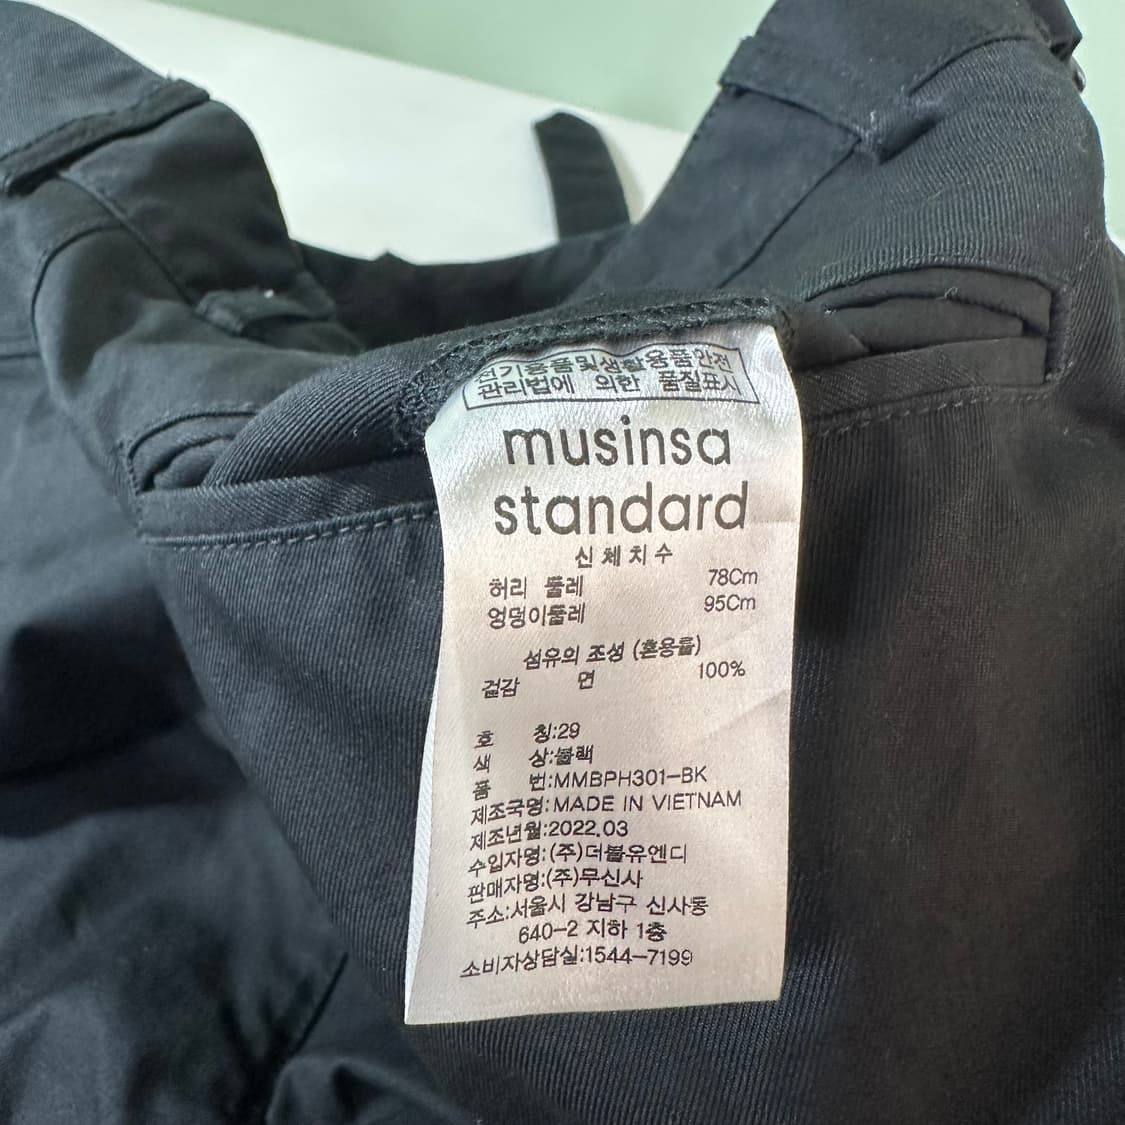 전기용품및생활용품안전
관리법에 의한 품질표시
musinsa
standard
신체치수
허리 둘레 78Cm
엉덩이둘레 95Cm
섬유의 조성 (혼용률)
겉감 면 100%
호 칭:29
색 상:블랙
품 번:MMBPH301-BK
제조국명:MADE IN VIETNAM
제조년월:2022.03
수입자명:(주)더블유엔디
판매자명:(주)무신사
주소:서울시 강남구 신사동
640-2 지하 1층
소비자상담실:1544-7199